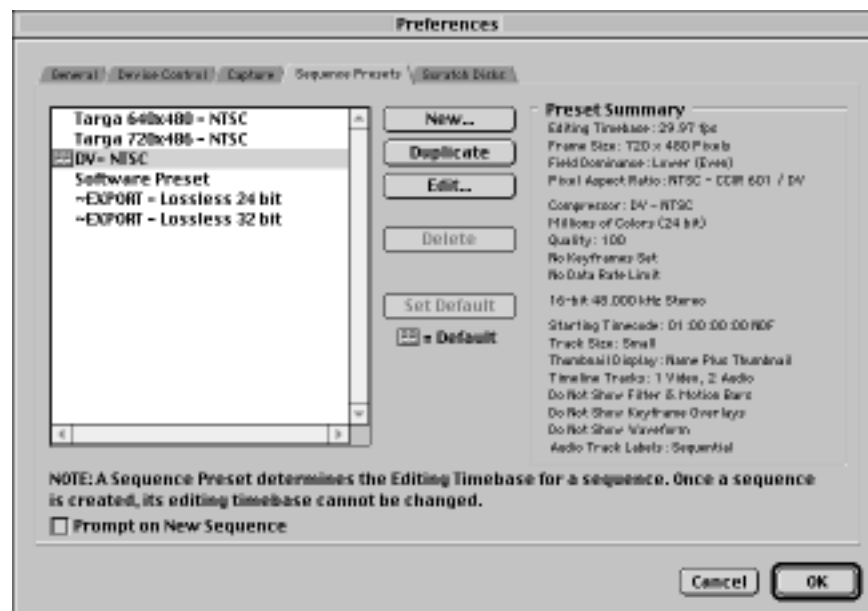 Preferences
General Device Control Capture Sequence Presets Scratch Disks
Targa 640x480 - NTSC
Targa 720x486 - NTSC
DV- NTSC
Software Preset
~EXPORT - Lossless 24 bit
~EXPORT - Lossless 32 bit
New...
Duplicate
Edit...
Delete
Set Default
= Default
Preset Summary
Editing Timebase: 29.97 fps
Frame Size: 720 x 480 Pixels
Field Dominance: Lower (Even)
Pixel Aspect Ratio: NTSC - CCIR 601 / DV
Compressor: DV - NTSC
Millions of Colors (24 bit)
Quality: 100
No Keyframes Set
No Data Rate Limit
16-bit 48.000 kHz Stereo
Starting Timecode: 01:00:00:00 NDF
Track Size: Small
Thumbnail Display: Name Plus Thumbnail
Timeline Tracks: 1 Video, 2 Audio
Do Not Show Filter & Motion Bars
Do Not Show Keyframe Overlays
Do Not Show Waveform
Audio Track Labels: Sequential
NOTE: A Sequence Preset determines the Editing Timebase for a sequence. Once a sequence
is created, its editing timebase cannot be changed.
Prompt on New Sequence
Cancel
OK